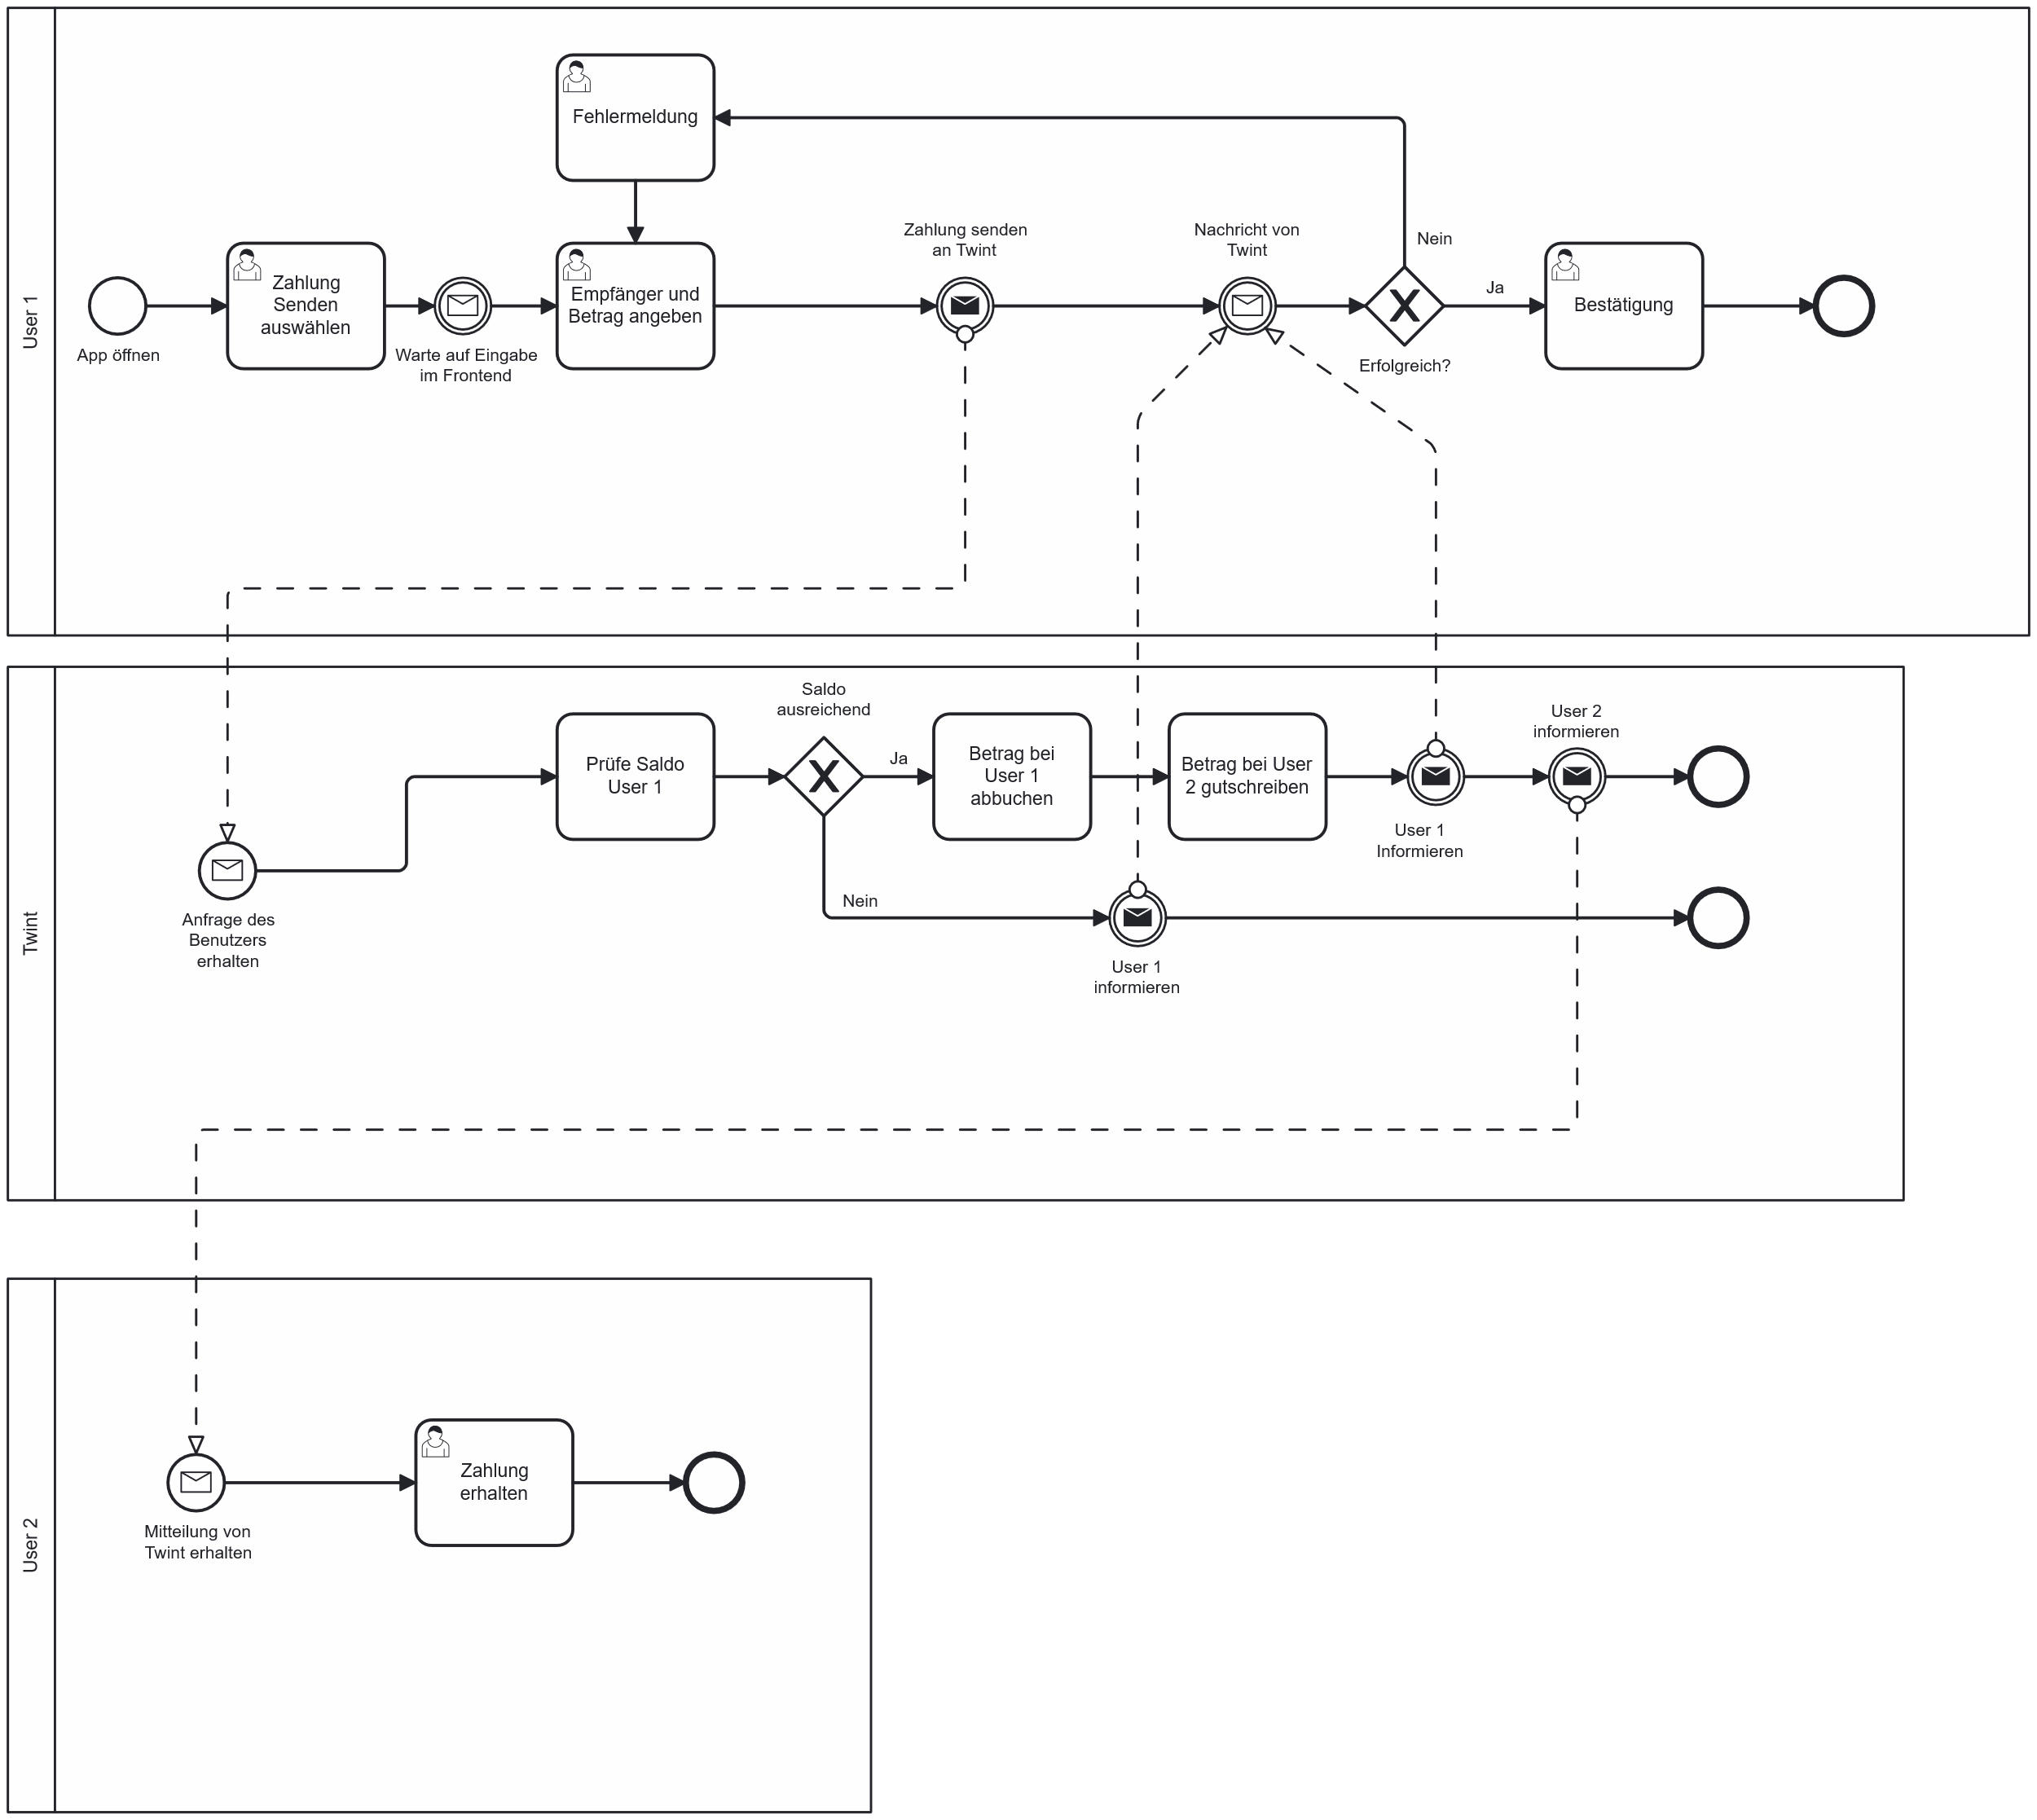 User 1
Fehlermeldung
App öffnen
Zahlung
Senden
auswählen
Warte auf Eingabe
im Frontend
Empfänger und
Betrag angeben
Zahlung senden
an Twint
Nachricht von
Twint
Nein
Erfolgreich?
Ja
Bestätigung
Twint
Anfrage des
Benutzers
erhalten
Prüfe Saldo
User 1
Saldo
ausreichend
Ja
Nein
Betrag bei
User 1
abbuchen
User 1
informieren
Betrag bei User
2 gutschreiben
User 1
Informieren
User 2
informieren
User 2
Mitteilung von
Twint erhalten
Zahlung
erhalten